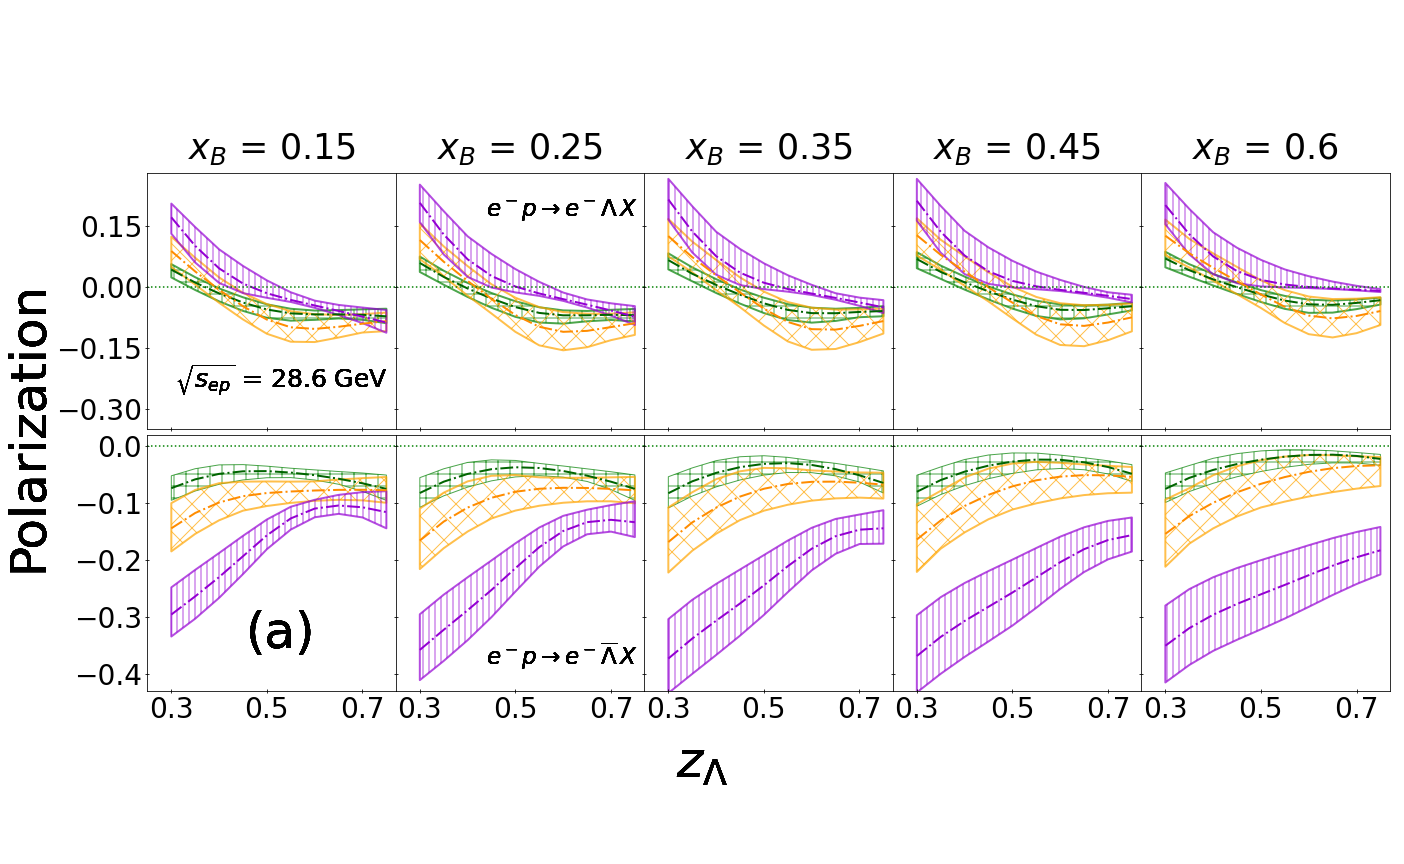 x_B = 0.15 x_B = 0.25 x_B = 0.35 x_B = 0.45 x_B = 0.6
0.15
0.00
−0.15
−0.30
e⁻p→e⁻ΛX
√s_ep = 28.6 GeV
Polarization
0.0
−0.1
−0.2
−0.3
−0.4
(a)
e⁻p→e⁻Λ̅X
0.3 0.5 0.7 0.3 0.5 0.7 0.3 0.5 0.7 0.3 0.5 0.7 0.3 0.5 0.7
z_Λ